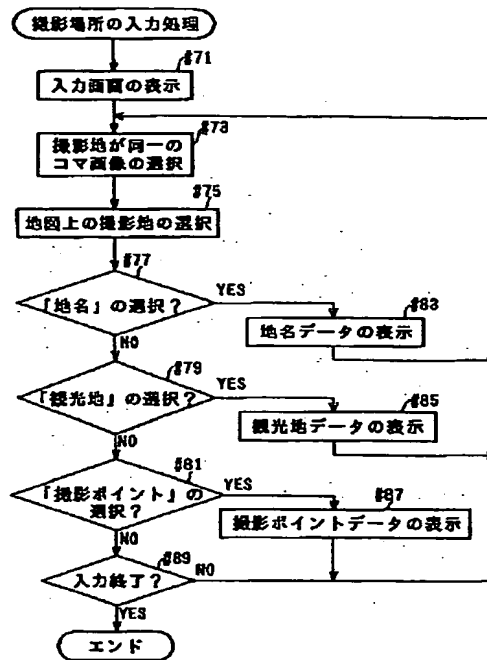 撮影場所の入力処理
#71
入力画面の表示
#73
撮影地が同一の
コマ画像の選択
#75
地図上の撮影地の選択
#77
「地名」の選択？
YES
#83
地名データの表示
NO
#79
「観光地」の選択？
YES
#85
観光地データの表示
NO
#81
「撮影ポイント」の
選択？
YES
#87
撮影ポイントデータの表示
NO
#89
入力終了？
NO
YES
エンド